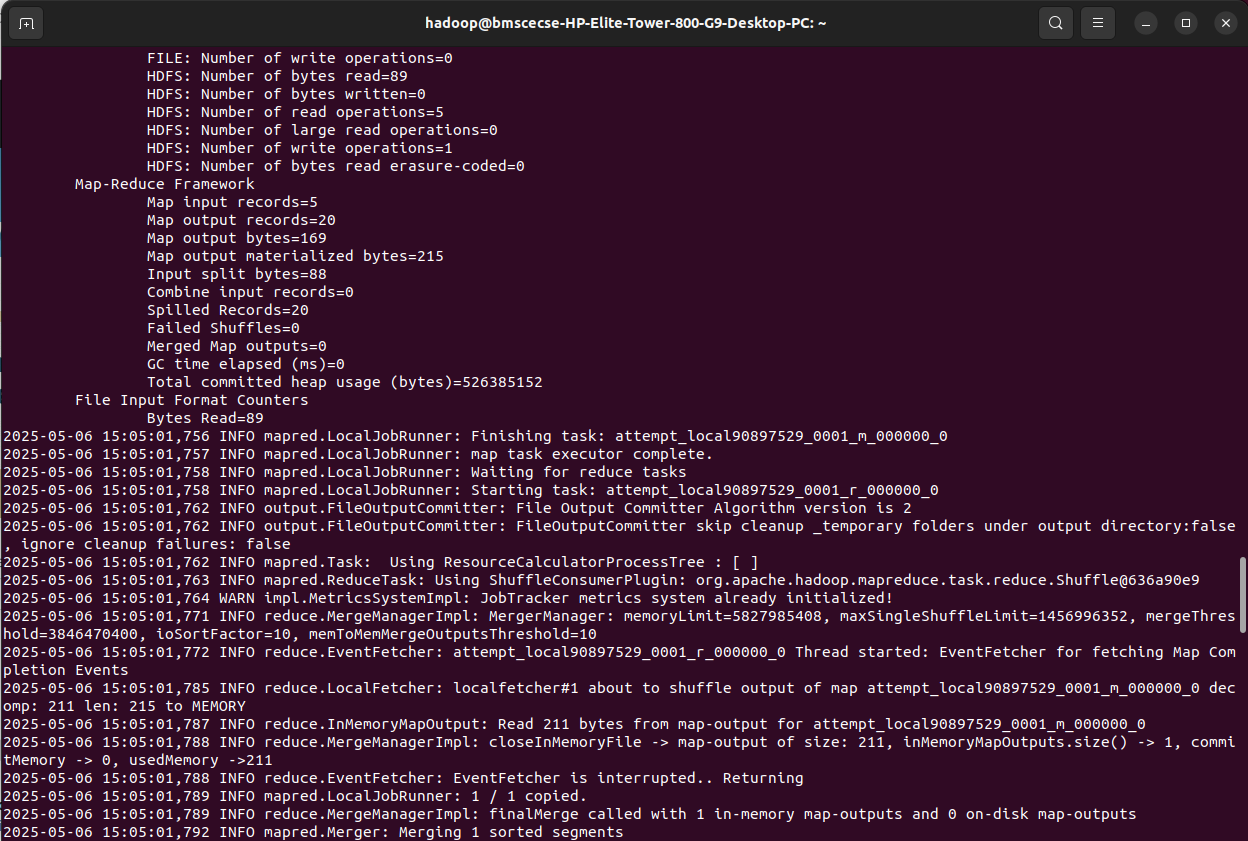 hadoop@bmscecse-HP-Elite-Tower-800-G9-Desktop-PC: ~
FILE: Number of write operations=0
HDFS: Number of bytes read=89
HDFS: Number of bytes written=0
HDFS: Number of read operations=5
HDFS: Number of large read operations=0
HDFS: Number of write operations=1
HDFS: Number of bytes read erasure-coded=0
Map-Reduce Framework
Map input records=5
Map output records=20
Map output bytes=169
Map output materialized bytes=215
Input split bytes=88
Combine input records=0
Spilled Records=20
Failed Shuffles=0
Merged Map outputs=0
GC time elapsed (ms)=0
Total committed heap usage (bytes)=526385152
File Input Format Counters
Bytes Read=89
2025-05-06 15:05:01,756 INFO mapred.LocalJobRunner: Finishing task: attempt_local90897529_0001_m_000000_0
2025-05-06 15:05:01,757 INFO mapred.LocalJobRunner: map task executor complete.
2025-05-06 15:05:01,758 INFO mapred.LocalJobRunner: Waiting for reduce tasks
2025-05-06 15:05:01,758 INFO mapred.LocalJobRunner: Starting task: attempt_local90897529_0001_r_000000_0
2025-05-06 15:05:01,762 INFO output.FileOutputCommitter: File Output Committer Algorithm version is 2
2025-05-06 15:05:01,762 INFO output.FileOutputCommitter: FileOutputCommitter skip cleanup _temporary folders under output directory:false
, ignore cleanup failures: false
2025-05-06 15:05:01,762 INFO mapred.Task:  Using ResourceCalculatorProcessTree : [ ]
2025-05-06 15:05:01,763 INFO mapred.ReduceTask: Using ShuffleConsumerPlugin: org.apache.hadoop.mapreduce.task.reduce.Shuffle@636a90e9
2025-05-06 15:05:01,764 WARN impl.MetricsSystemImpl: JobTracker metrics system already initialized!
2025-05-06 15:05:01,771 INFO reduce.MergeManagerImpl: MergerManager: memoryLimit=5827985408, maxSingleShuffleLimit=1456996352, mergeThres
hold=3846470400, ioSortFactor=10, memToMemMergeOutputsThreshold=10
2025-05-06 15:05:01,772 INFO reduce.EventFetcher: attempt_local90897529_0001_r_000000_0 Thread started: EventFetcher for fetching Map Com
pletion Events
2025-05-06 15:05:01,785 INFO reduce.LocalFetcher: localfetcher#1 about to shuffle output of map attempt_local90897529_0001_m_000000_0 dec
omp: 211 len: 215 to MEMORY
2025-05-06 15:05:01,787 INFO reduce.InMemoryMapOutput: Read 211 bytes from map-output for attempt_local90897529_0001_m_000000_0
2025-05-06 15:05:01,788 INFO reduce.MergeManagerImpl: closeInMemoryFile -> map-output of size: 211, inMemoryMapOutputs.size() -> 1, commi
tMemory -> 0, usedMemory ->211
2025-05-06 15:05:01,788 INFO reduce.EventFetcher: EventFetcher is interrupted.. Returning
2025-05-06 15:05:01,789 INFO mapred.LocalJobRunner: 1 / 1 copied.
2025-05-06 15:05:01,789 INFO reduce.MergeManagerImpl: finalMerge called with 1 in-memory map-outputs and 0 on-disk map-outputs
2025-05-06 15:05:01,792 INFO mapred.Merger: Merging 1 sorted segments